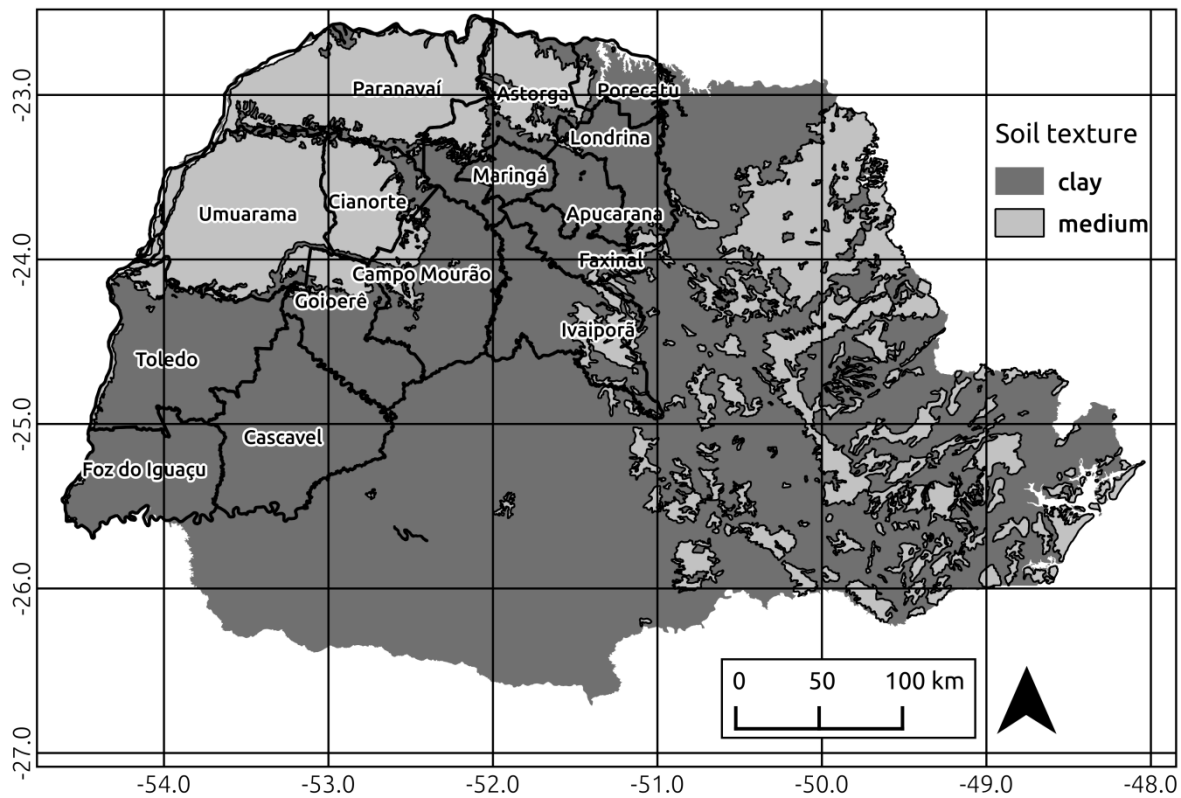 Paranavaí
Astorga
Porecatu
Londrina
Maringá
Umuarama
Cianorte
Apucarana
Faxinal
Campo Mourão
Goioerê
Ivaiporã
Toledo
Cascavel
Foz do Iguaçu
Soil texture
clay
medium
0 50 100 km
-23.0
-24.0
-25.0
-26.0
-27.0
-54.0 -53.0 -52.0 -51.0 -50.0 -49.0 -48.0